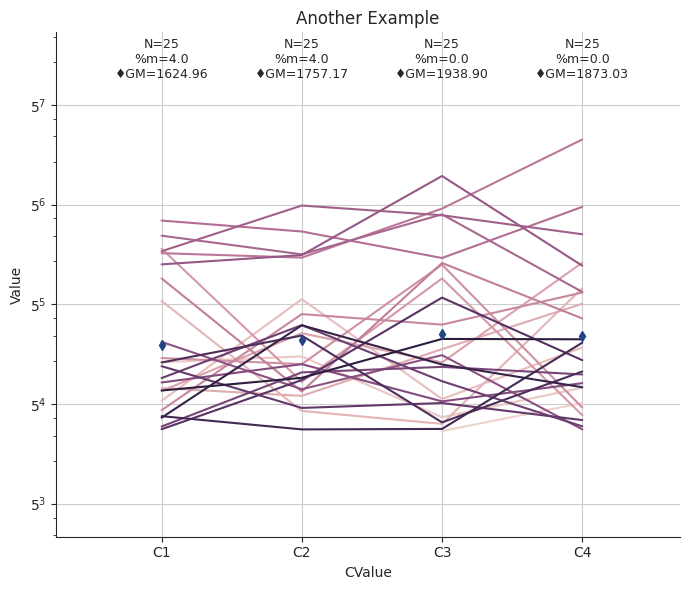 Another Example
N=25 N=25 N=25 N=25
%m=4.0 %m=4.0 %m=0.0 %m=0.0
♦GM=1624.96 ♦GM=1757.17 ♦GM=1938.90 ♦GM=1873.03
5⁷
5⁶
5⁵
5⁴
5³
Value
C1 C2 C3 C4
CValue